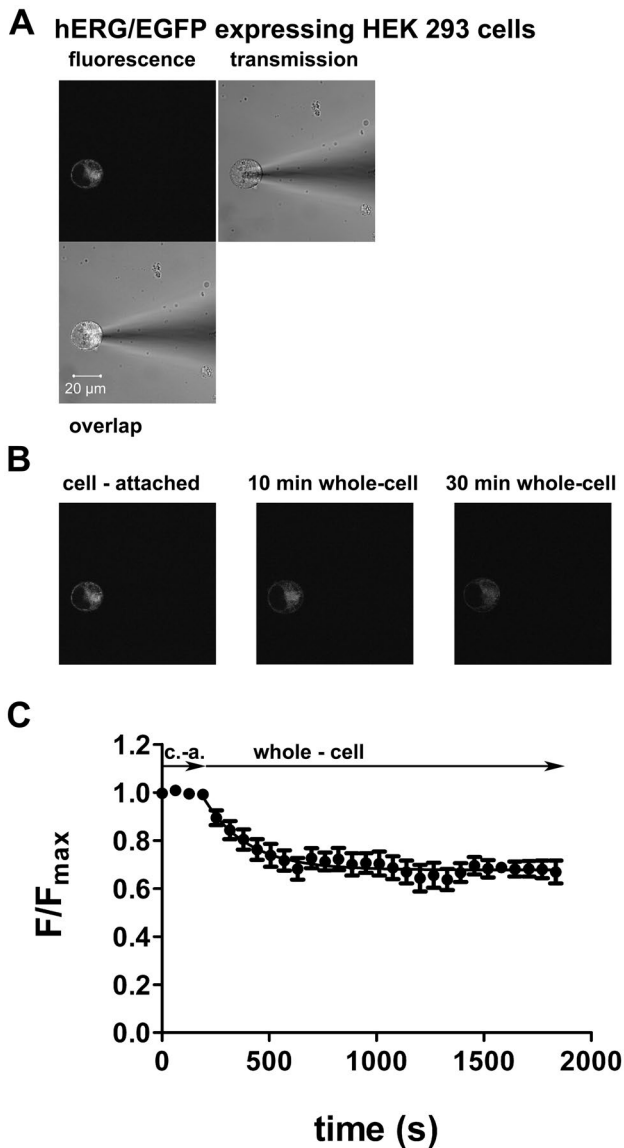 A hERG/EGFP expressing HEK 293 cells
fluorescence transmission
20 µm
overlap
B
cell - attached 10 min whole-cell 30 min whole-cell
C
c.-a. whole - cell
1.2
1.0
0.8
0.6
0.4
0.2
0.0
F/Fmax
0 500 1000 1500 2000
time (s)